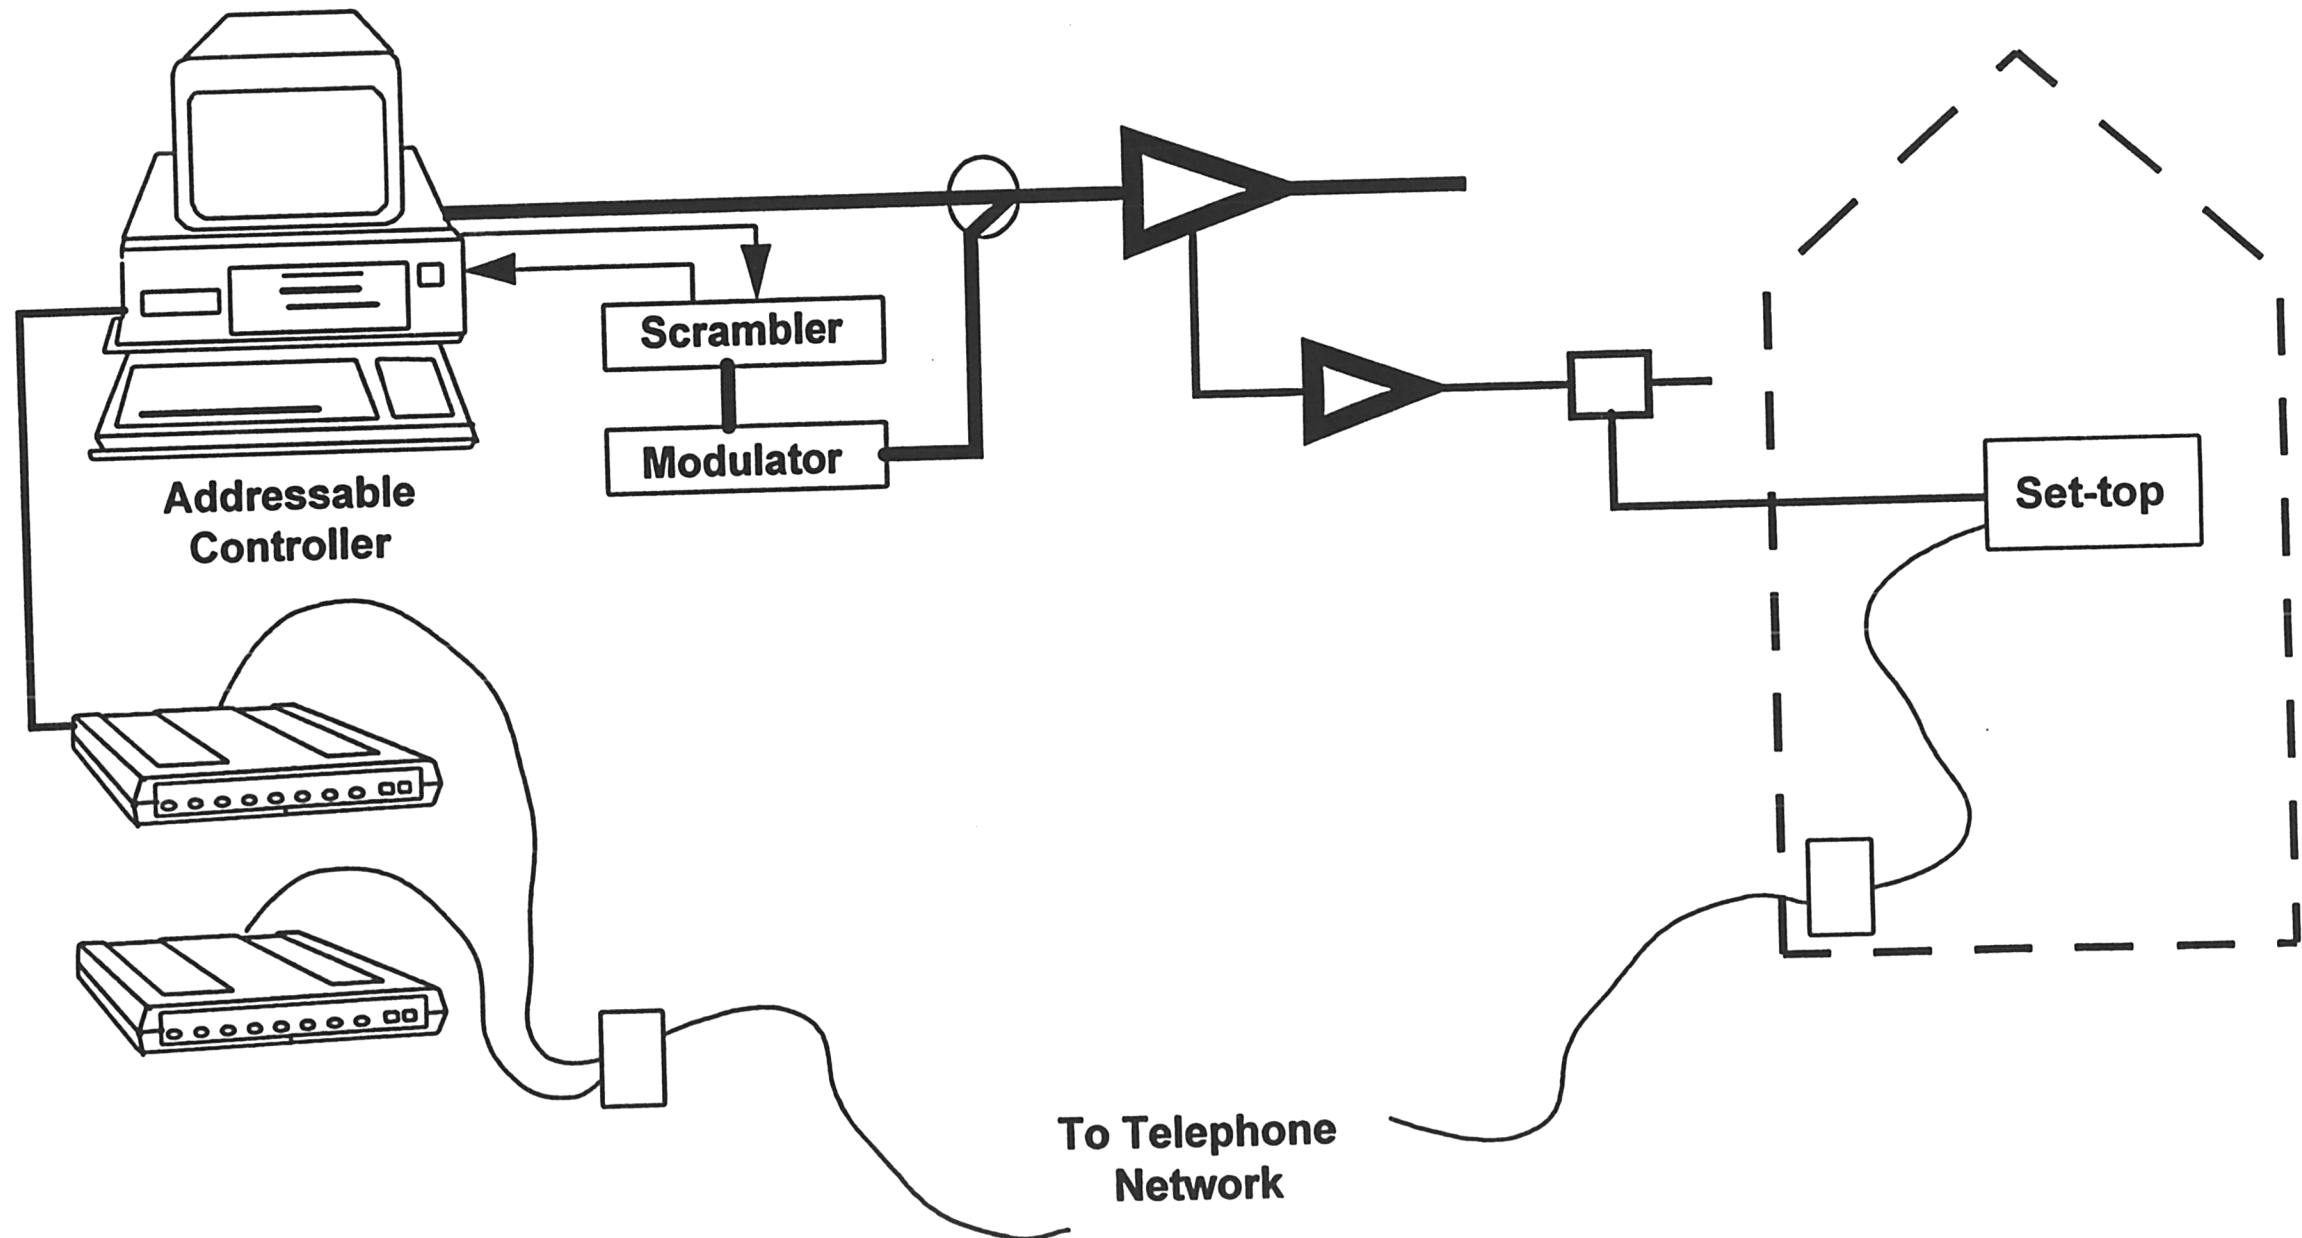 Scrambler
Modulator
Addressable
Controller
Set-top
To Telephone
Network